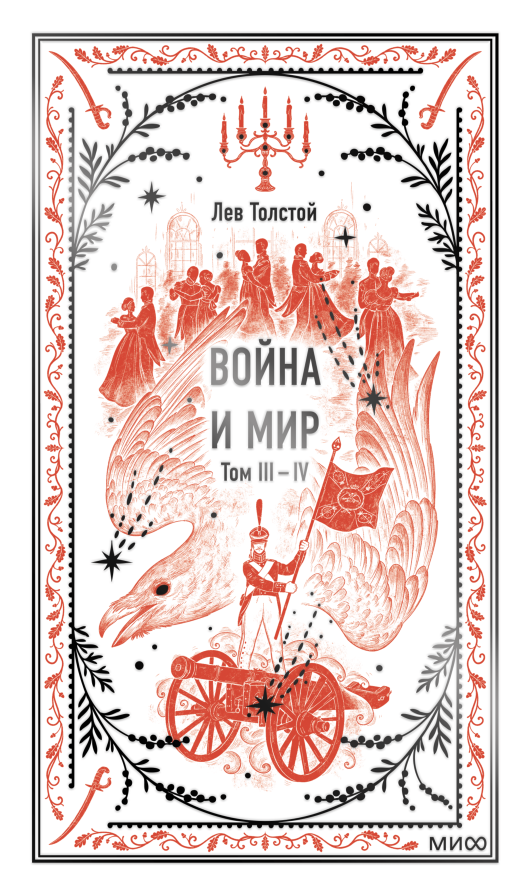 Лев Толстой
ВОЙНА
И МИР
Том III – IV
МИФ